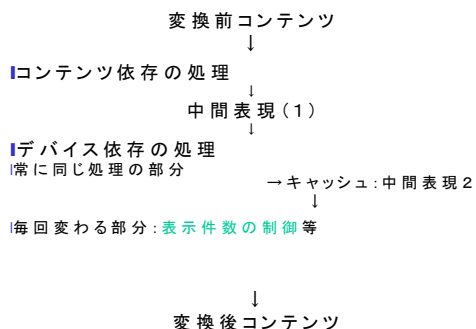 変換前コンテンツ
↓
コンテンツ依存の処理
↓
中間表現(1)
↓
デバイス依存の処理
常に同じ処理の部分
→キャッシュ:中間表現2
↓
毎回変わる部分:表示件数の制御等
↓
変換後コンテンツ